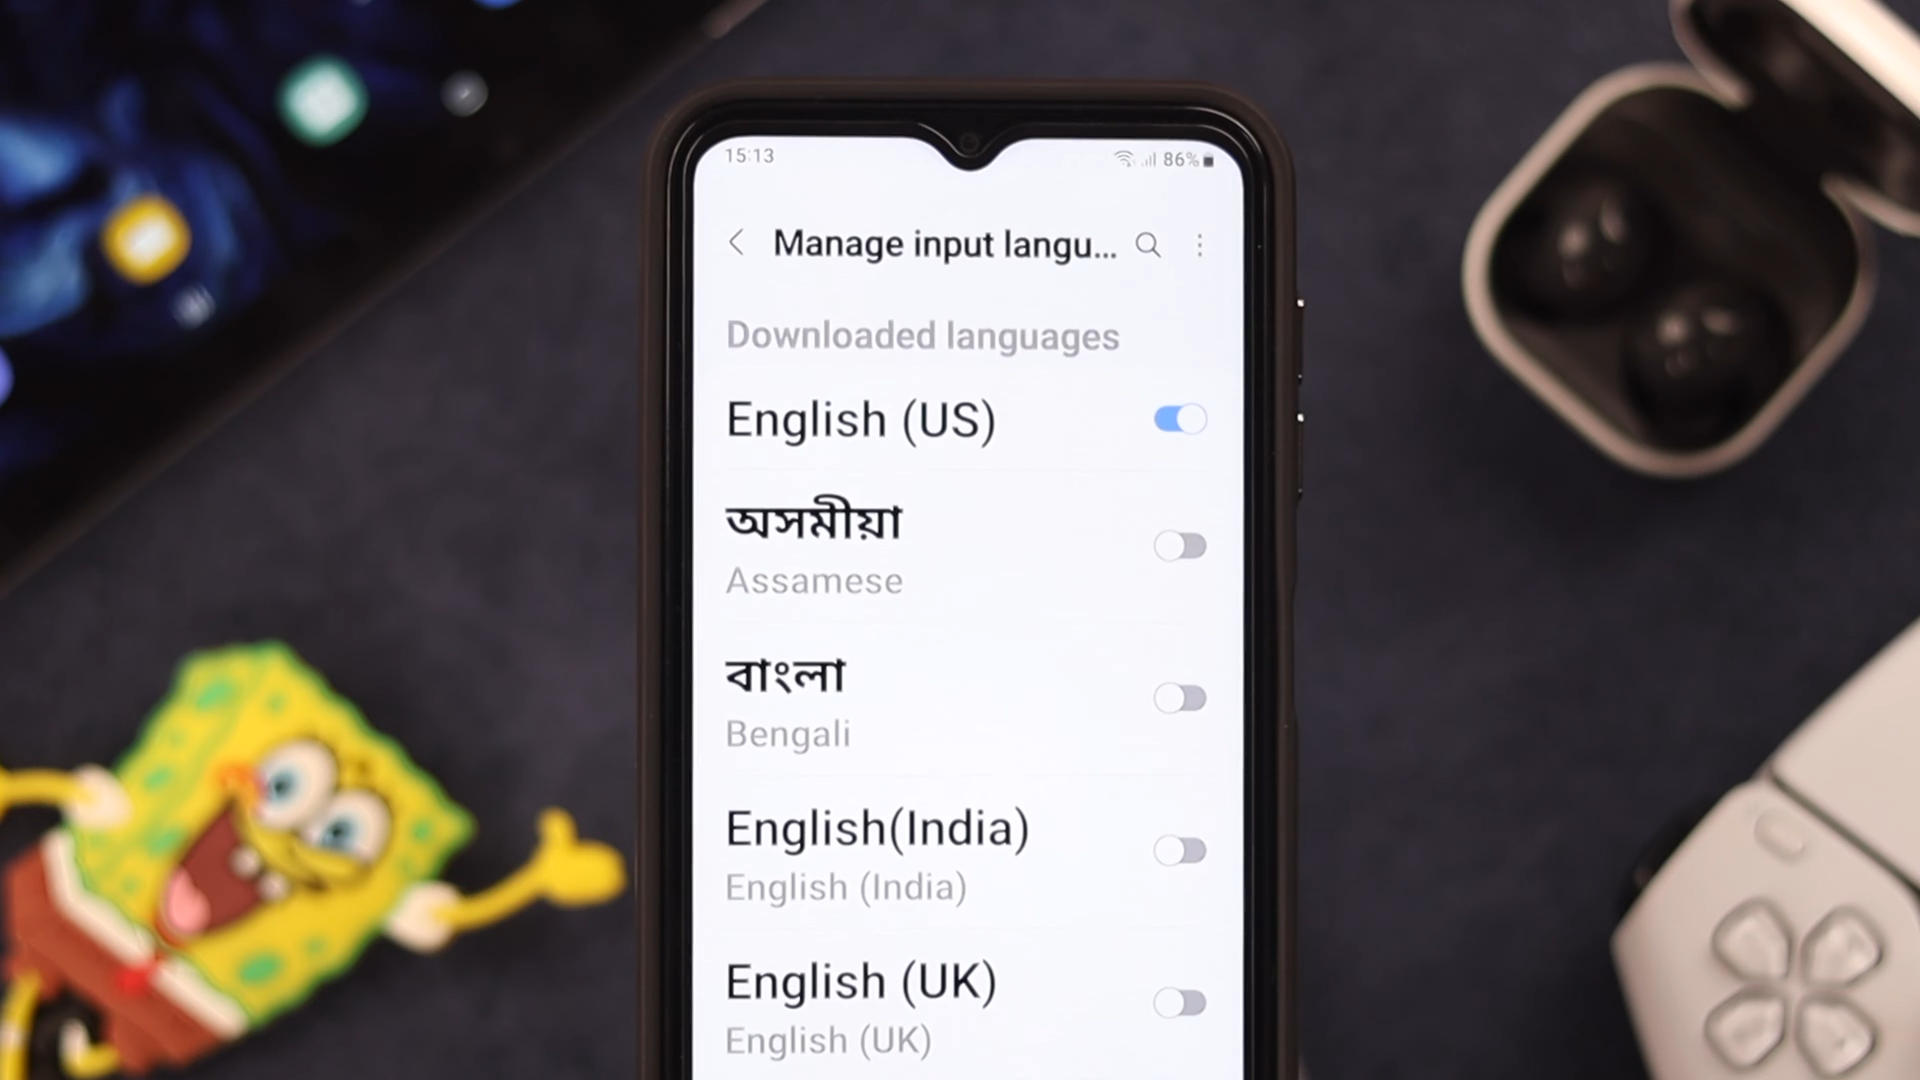 15:13
86%
Manage input langu...
Downloaded languages
English (US)
অসমীয়া
Assamese
বাংলা
Bengali
English(India)
English (India)
English (UK)
English (UK)